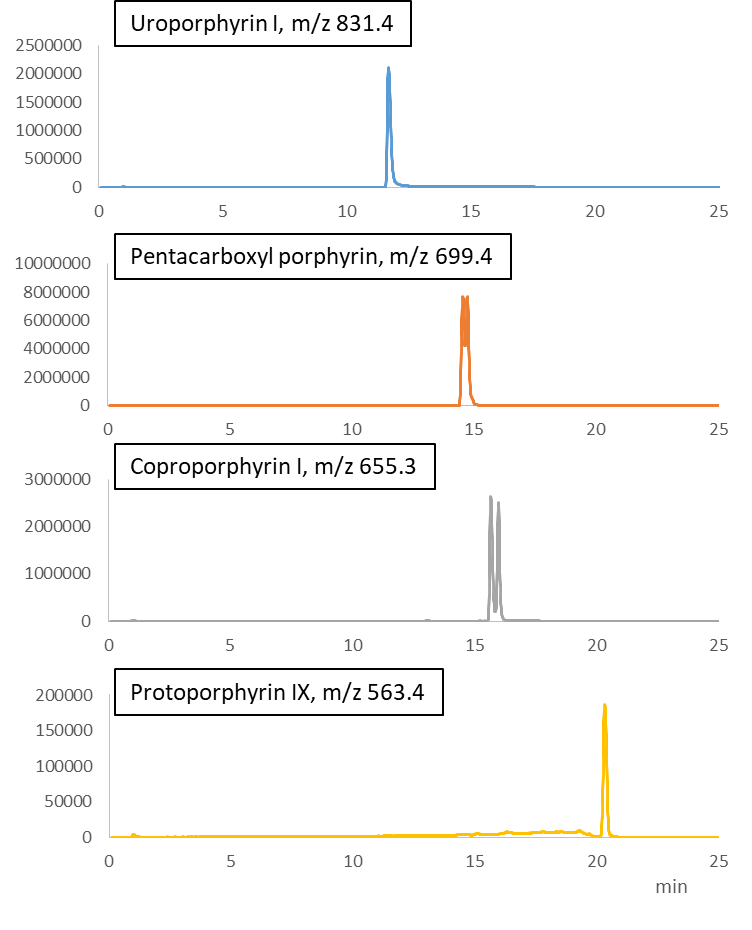 Uroporphyrin I, m/z 831.4
2500000
2000000
1500000
1000000
500000
0
0 5 10 15 20 25
Pentacarboxyl porphyrin, m/z 699.4
10000000
8000000
6000000
4000000
2000000
0
0 5 10 15 20 25
Coproporphyrin I, m/z 655.3
3000000
2000000
1000000
0
0 5 10 15 20 25
Protoporphyrin IX, m/z 563.4
200000
150000
100000
50000
0
0 5 10 15 20 25
min